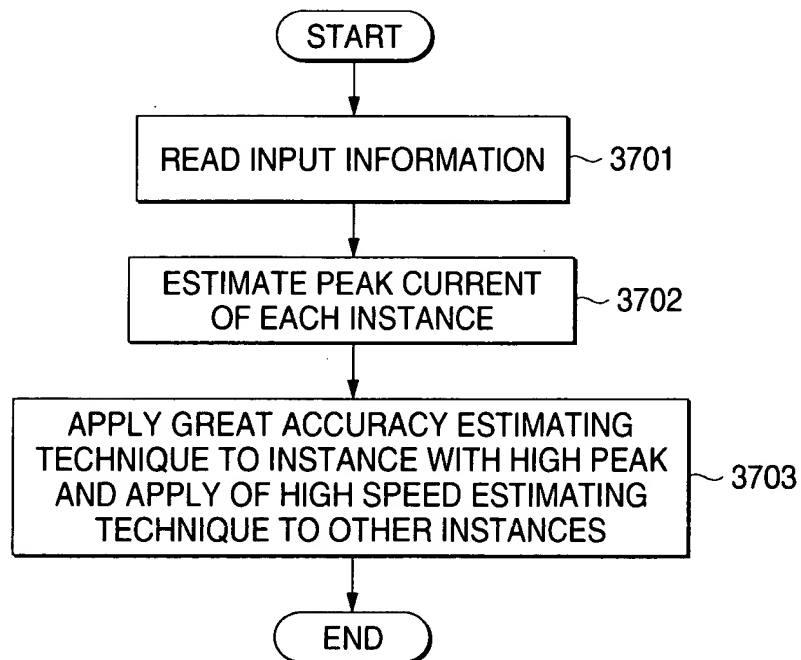 START
READ INPUT INFORMATION
3701
ESTIMATE PEAK CURRENT
OF EACH INSTANCE
3702
APPLY GREAT ACCURACY ESTIMATING
TECHNIQUE TO INSTANCE WITH HIGH PEAK
AND APPLY OF HIGH SPEED ESTIMATING
TECHNIQUE TO OTHER INSTANCES
3703
END